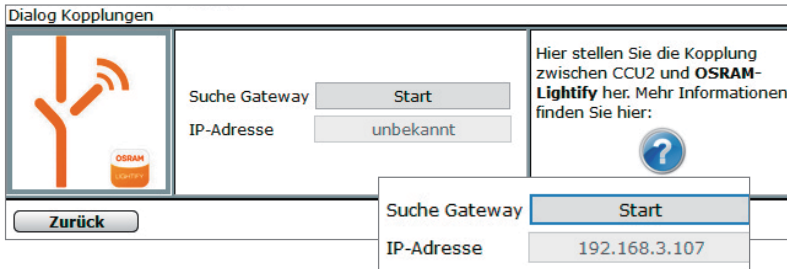 Dialog Kopplungen
Suche Gateway Start
IP-Adresse unbekannt
OSRAM
LIGHTIFY
Hier stellen Sie die Kopplung
zwischen CCU2 und OSRAM-
Lightify her. Mehr Informationen
finden Sie hier:
?
Zurück
Suche Gateway Start
IP-Adresse 192.168.3.107